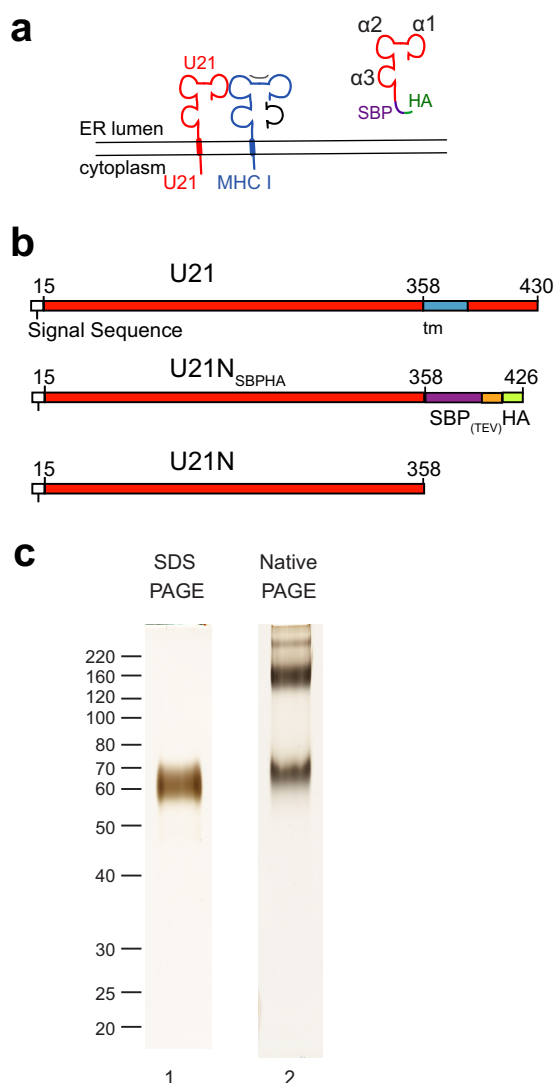 a
α2
α1
U21
α3
HA
SBP
ER lumen
cytoplasm
U21 MHC I
b
U21
15 358 430
Signal Sequence tm
U21N SBPHA
15 358 426
SBP (TEV) HA
U21N
15 358
c
SDS PAGE
Native PAGE
220
160
120
100
80
70
60
50
40
30
25
20
1 2